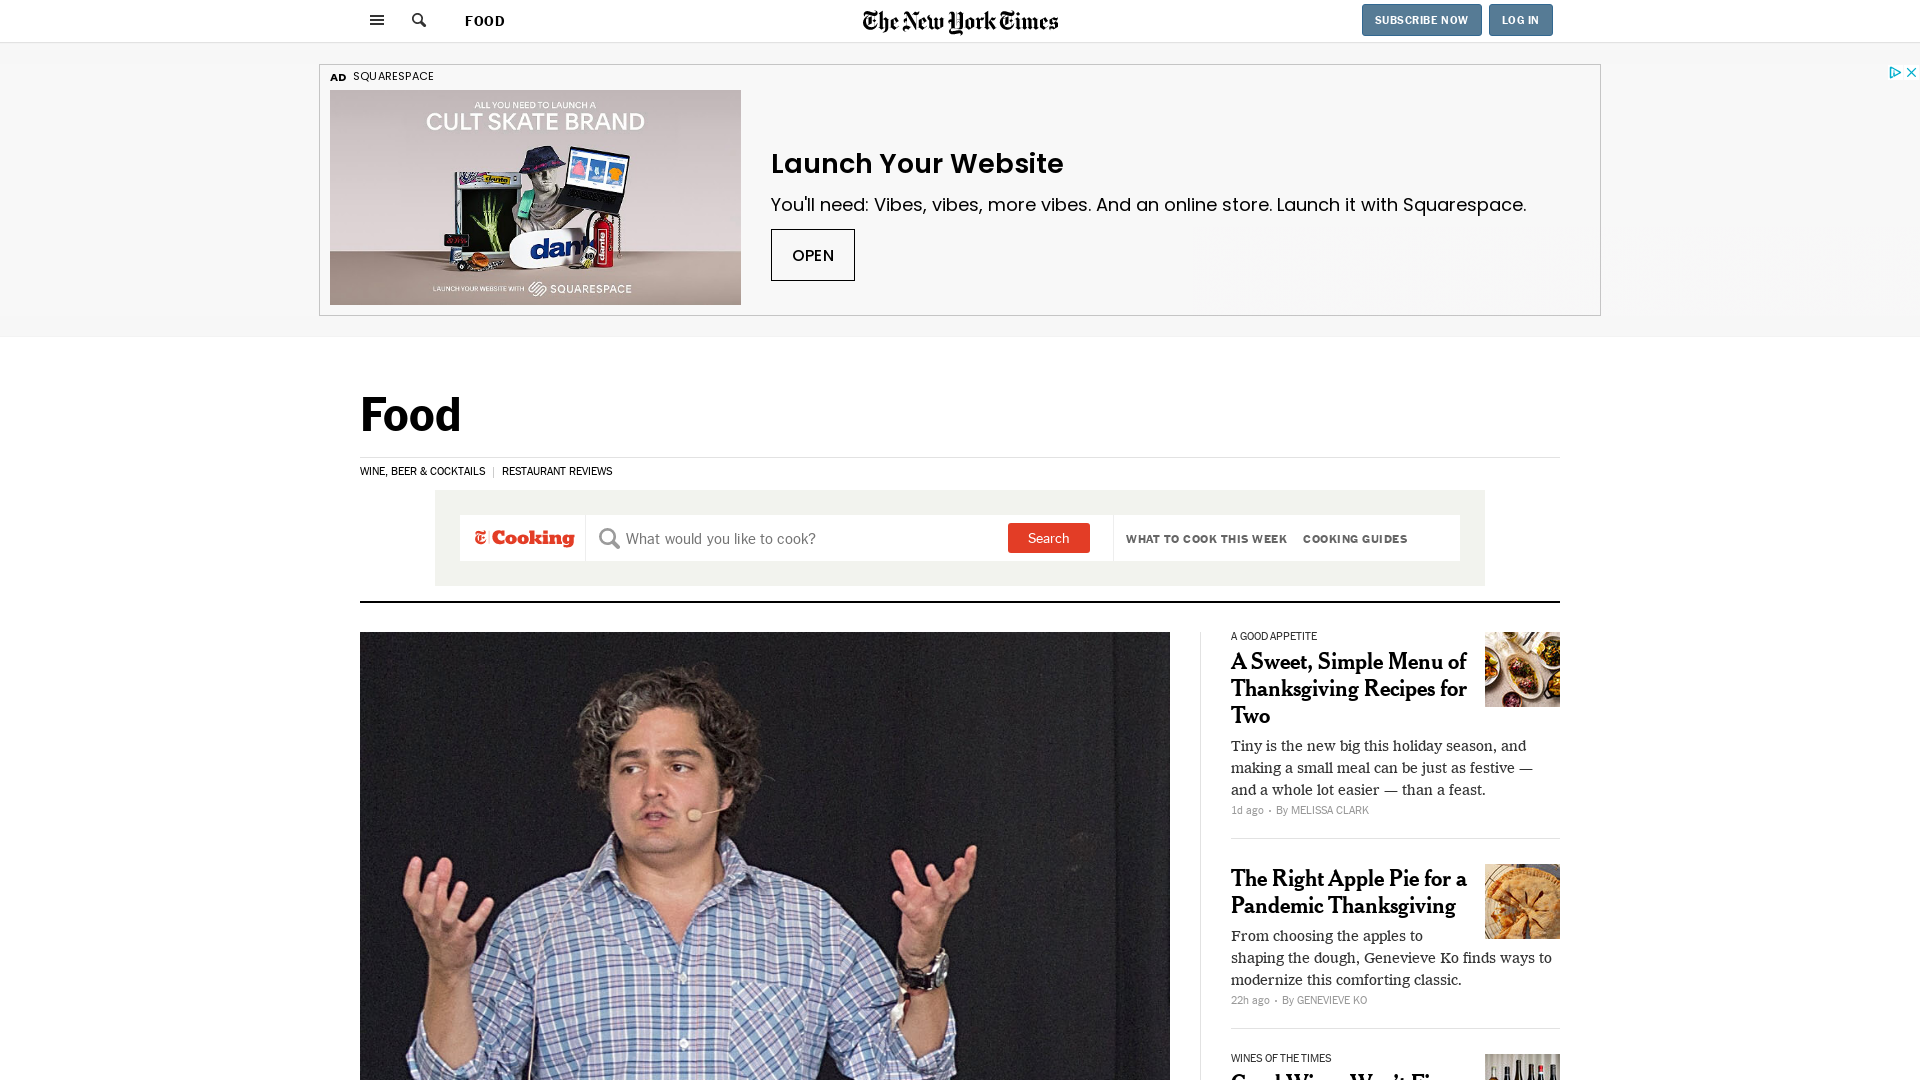 FOOD
The New York Times
SUBSCRIBE NOW
LOG IN
AD SQUARESPACE
ALL YOU NEED TO LAUNCH A
CULT SKATE BRAND
dante
LAUNCH YOUR WEBSITE WITH SQUARESPACE
Launch Your Website
You'll need: Vibes, vibes, more vibes. And an online store. Launch it with Squarespace.
OPEN
Food
WINE, BEER & COCKTAILS | RESTAURANT REVIEWS
Cooking
What would you like to cook?
Search
WHAT TO COOK THIS WEEK
COOKING GUIDES
A GOOD APPETITE
A Sweet, Simple Menu of
Thanksgiving Recipes for
Two
Tiny is the new big this holiday season, and
making a small meal can be just as festive —
and a whole lot easier — than a feast.
1d ago • By MELISSA CLARK
The Right Apple Pie for a
Pandemic Thanksgiving
From choosing the apples to
shaping the dough, Genevieve Ko finds ways to
modernize this comforting classic.
22h ago • By GENEVIEVE KO
WINES OF THE TIMES